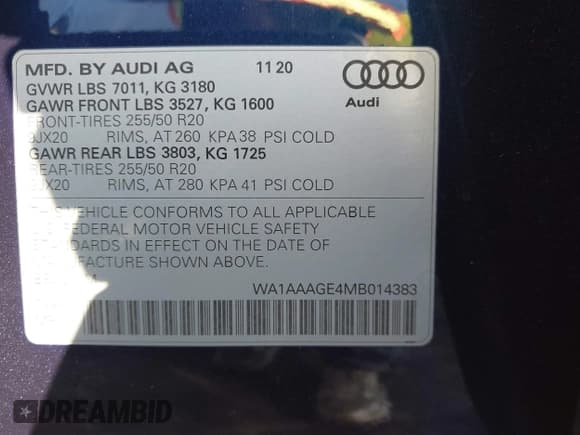 MFD. BY AUDI AG 11 20
GVWR LBS 7011, KG 3180
GAWR FRONT LBS 3527, KG 1600
FRONT-TIRES 255/50 R20
9JX20 RIMS, AT 260 KPA 38 PSI COLD
GAWR REAR LBS 3803, KG 1725
REAR-TIRES 255/50 R20
9JX20 RIMS, AT 280 KPA 41 PSI COLD
THIS VEHICLE CONFORMS TO ALL APPLICABLE
FEDERAL MOTOR VEHICLE SAFETY
STANDARDS IN EFFECT ON THE DATE OF
MANUFACTURE SHOWN ABOVE.
WA1AAAGE4MB014383
Audi
DREAMBID